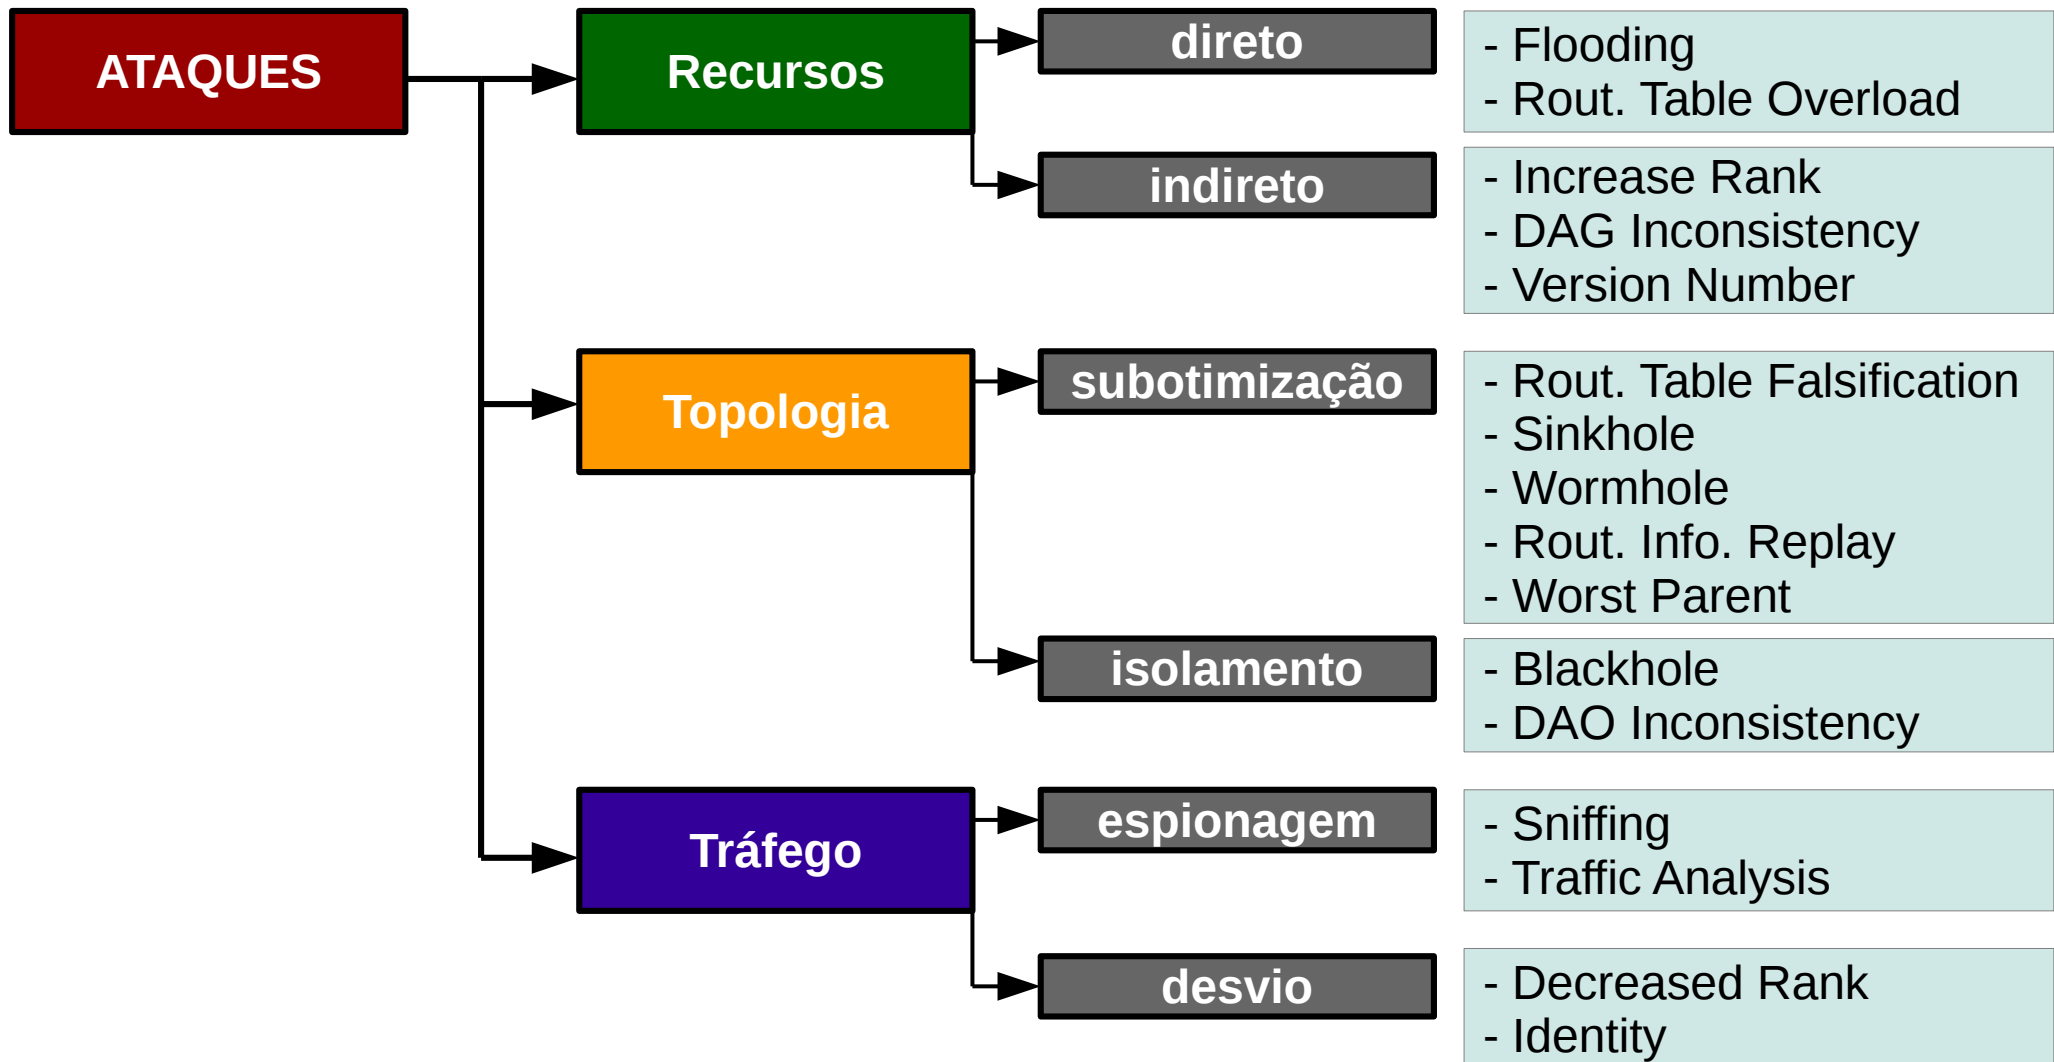 ATAQUES
Recursos
direto
- Flooding
- Rout. Table Overload
indireto
- Increase Rank
- DAG Inconsistency
- Version Number
Topologia
subotimização
- Rout. Table Falsification
- Sinkhole
- Wormhole
- Rout. Info. Replay
- Worst Parent
isolamento
- Blackhole
- DAO Inconsistency
Tráfego
espionagem
- Sniffing
- Traffic Analysis
desvio
- Decreased Rank
- Identity